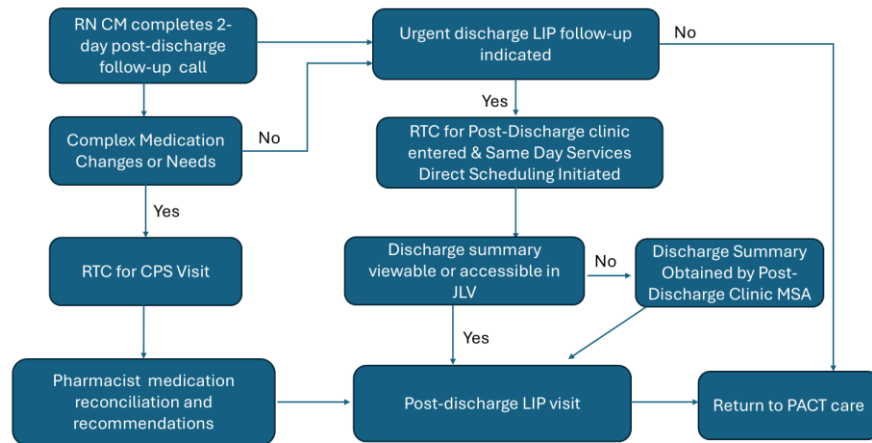 RN CM completes 2-
day post-discharge
follow-up call
Urgent discharge LIP follow-up
indicated
No
Yes
Complex Medication
Changes or Needs
No
RTC for Post-Discharge clinic
entered & Same Day Services
Direct Scheduling Initiated
Yes
RTC for CPS Visit
Discharge summary
viewable or accessible in
JLV
No
Discharge Summary
Obtained by Post-
Discharge Clinic MSA
Yes
Pharmacist medication
reconciliation and
recommendations
Post-discharge LIP visit
Return to PACT care